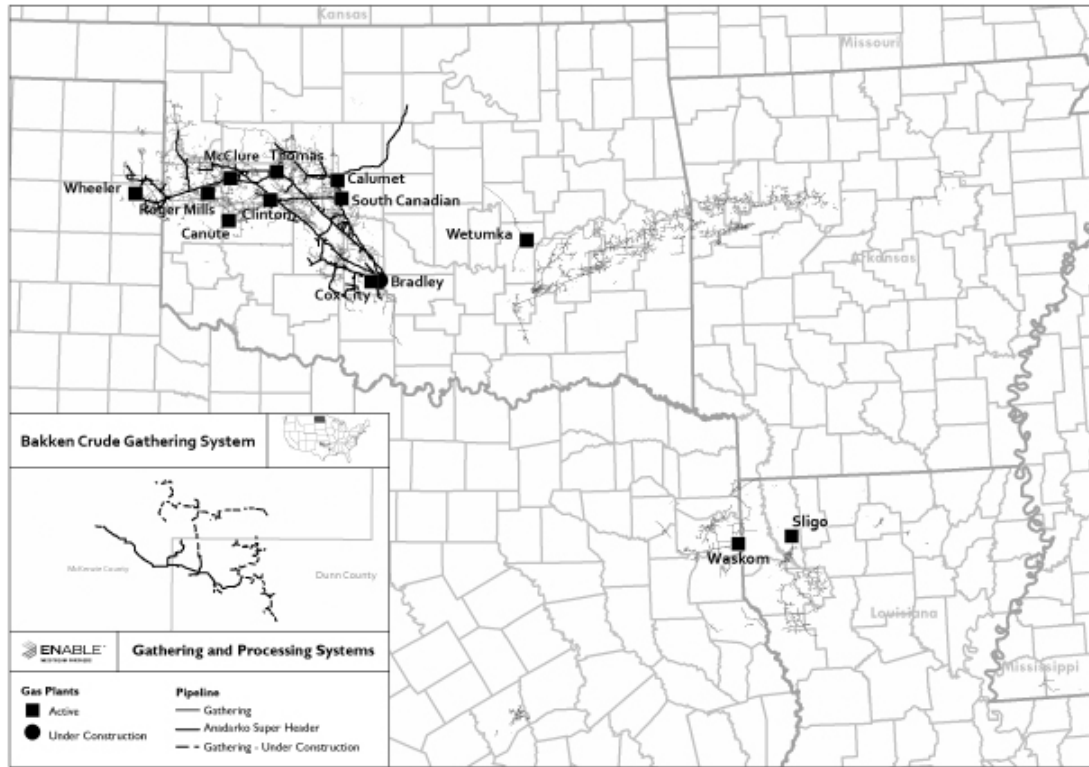 Kansas
Missouri
McClure
Thomas
Wheeler
Calumet
Roger Mills
South Canadian
Clinton
Canute
Wetumka
Arkansas
Bradley
Cox City
Bakken Crude Gathering System
McKenzie County
Dunn County
Sligo
Waskom
Louisiana
Mississippi
ENABLE
MIDSTREAM PARTNERS
Gathering and Processing Systems
Gas Plants
Active
Under Construction
Pipeline
Gathering
Anadarko Super Header
Gathering - Under Construction